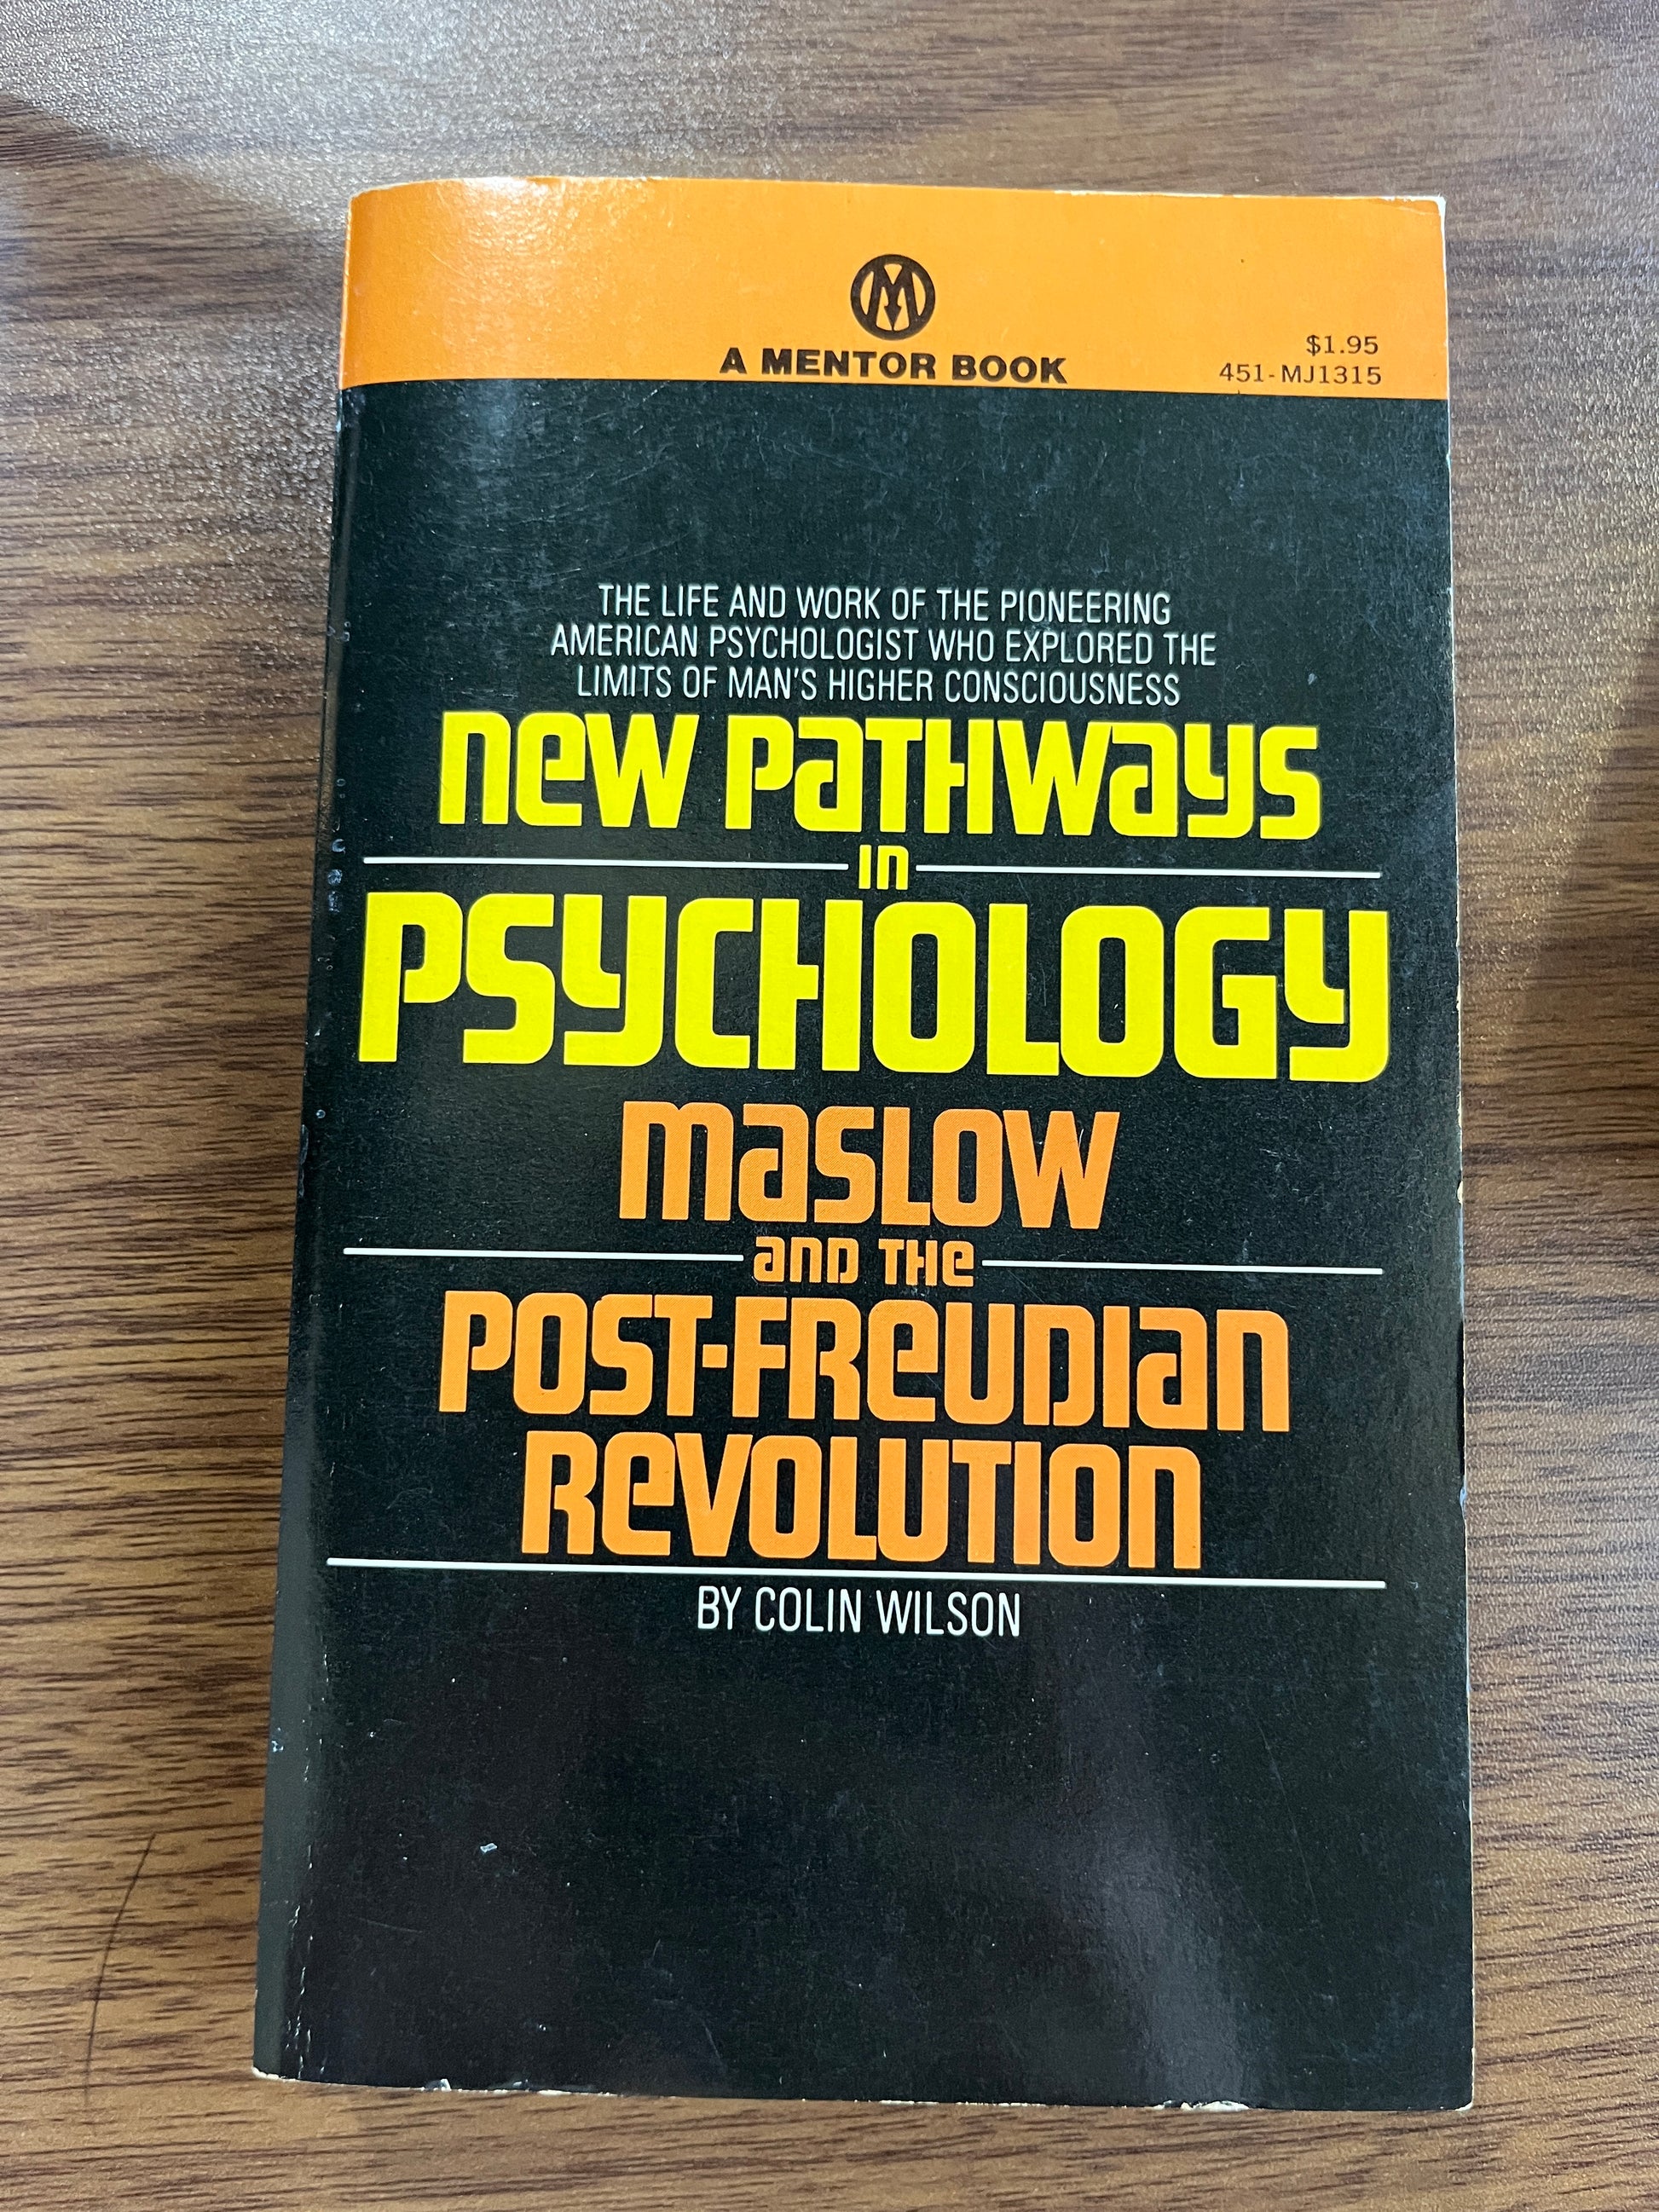 M
A MENTOR BOOK
$1.95
451-MJ1315
THE LIFE AND WORK OF THE PIONEERING
AMERICAN PSYCHOLOGIST WHO EXPLORED THE
LIMITS OF MAN'S HIGHER CONSCIOUSNESS
New Pathways
in
Psychology
Maslow
and the
Post-Freudian
Revolution
BY COLIN WILSON